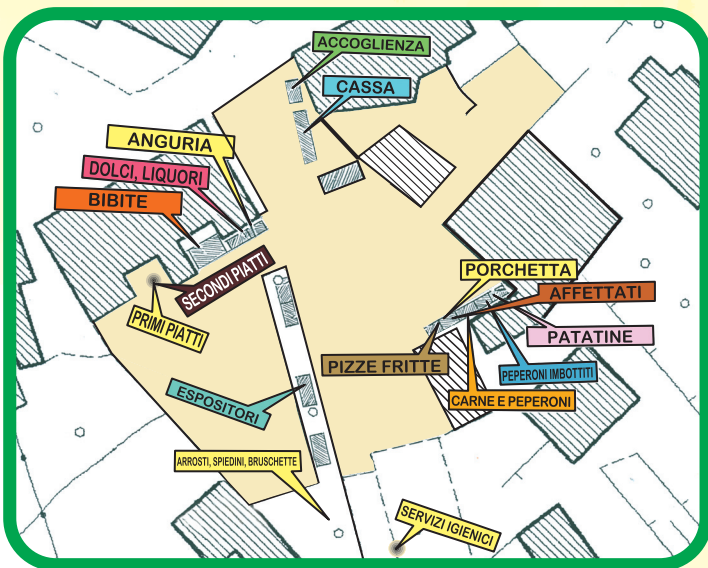 ACCOGLIENZA
CASSA
ANGURIA
DOLCI, LIQUORI
BIBITE
SECONDI PIATTI
PRIMI PIATTI
PORCHETTA
AFFETTATI
PATATINE
PIZZE FRITTE
PEPERONI IMBOTTITI
CARNE E PEPERONI
ESPOSITORI
ARROSTI, SPIEDINI, BRUSCHETTE
SERVIZI IGIENICI